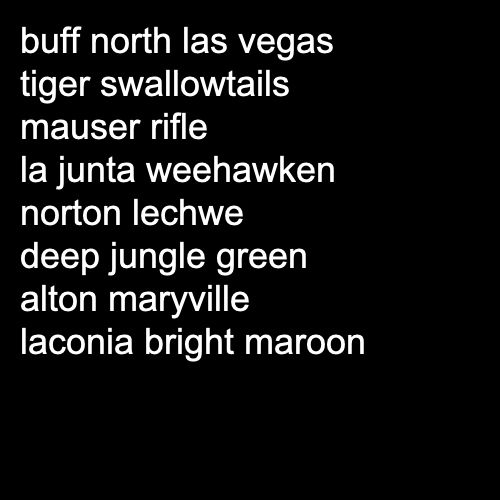 buff north las vegas
tiger swallowtails
mauser rifle
la junta weehawken
norton lechwe
deep jungle green
alton maryville
laconia bright maroon